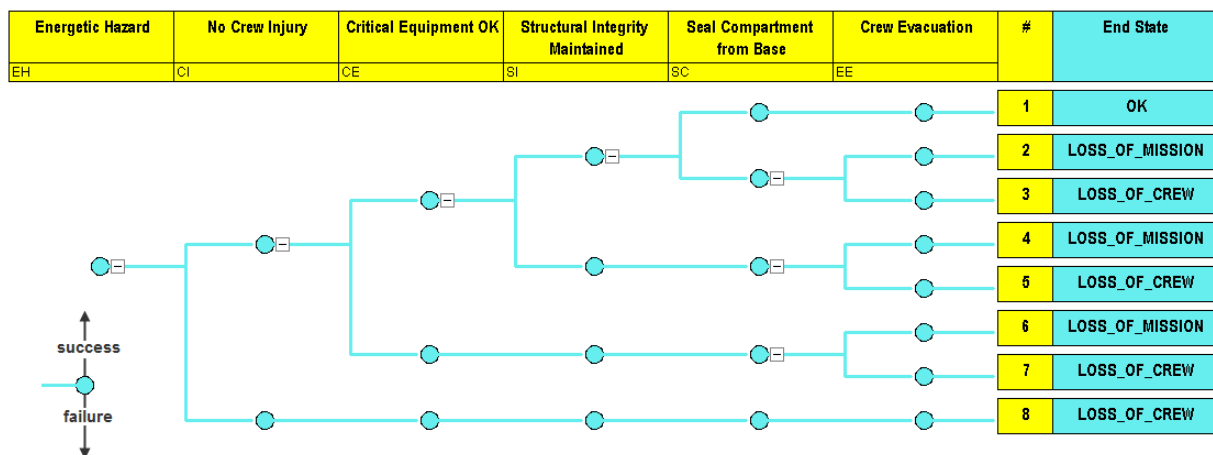 Energetic Hazard
No Crew Injury
Critical Equipment OK
Structural Integrity
Maintained
Seal Compartment
from Base
Crew Evacuation
#
End State
EH
CI
CE
SI
SC
EE
1
OK
2
LOSS_OF_MISSION
3
LOSS_OF_CREW
4
LOSS_OF_MISSION
5
LOSS_OF_CREW
6
LOSS_OF_MISSION
7
LOSS_OF_CREW
8
LOSS_OF_CREW
success
failure